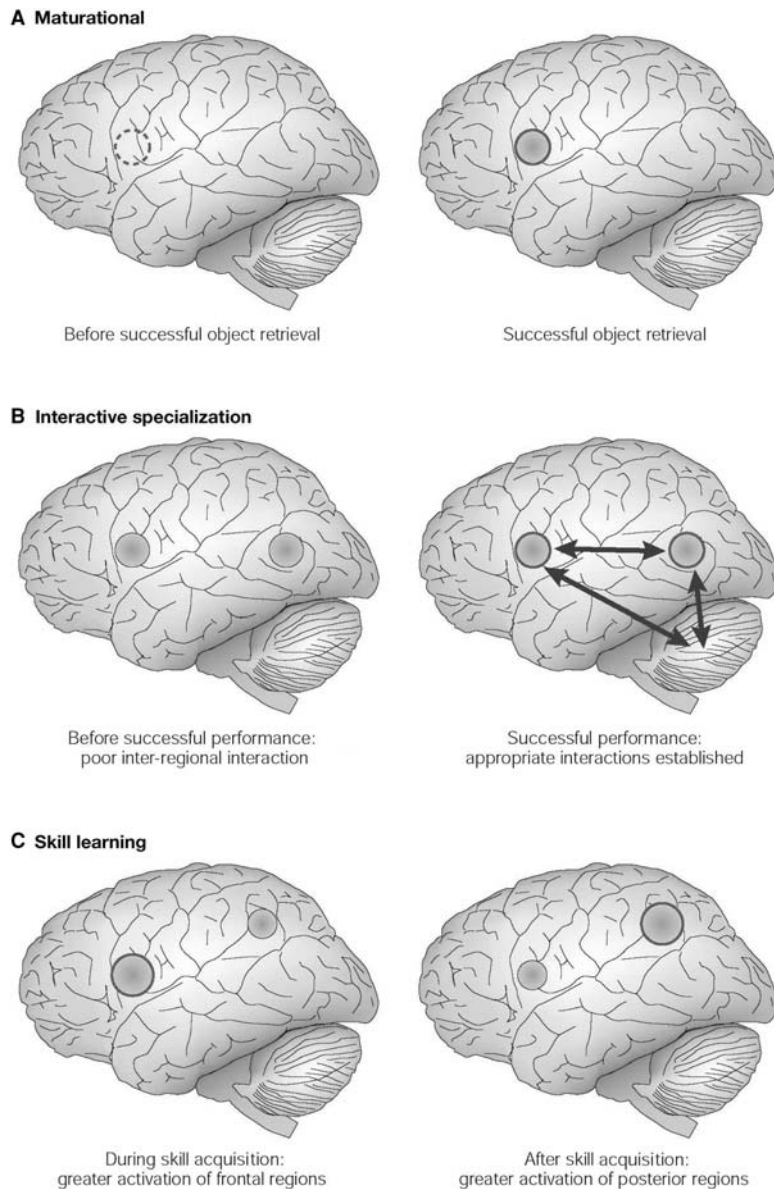 A Maturational
Before successful object retrieval
Successful object retrieval
B Interactive specialization
Before successful performance:
poor inter-regional interaction
Successful performance:
appropriate interactions established
C Skill learning
During skill acquisition:
greater activation of frontal regions
After skill acquisition:
greater activation of posterior regions